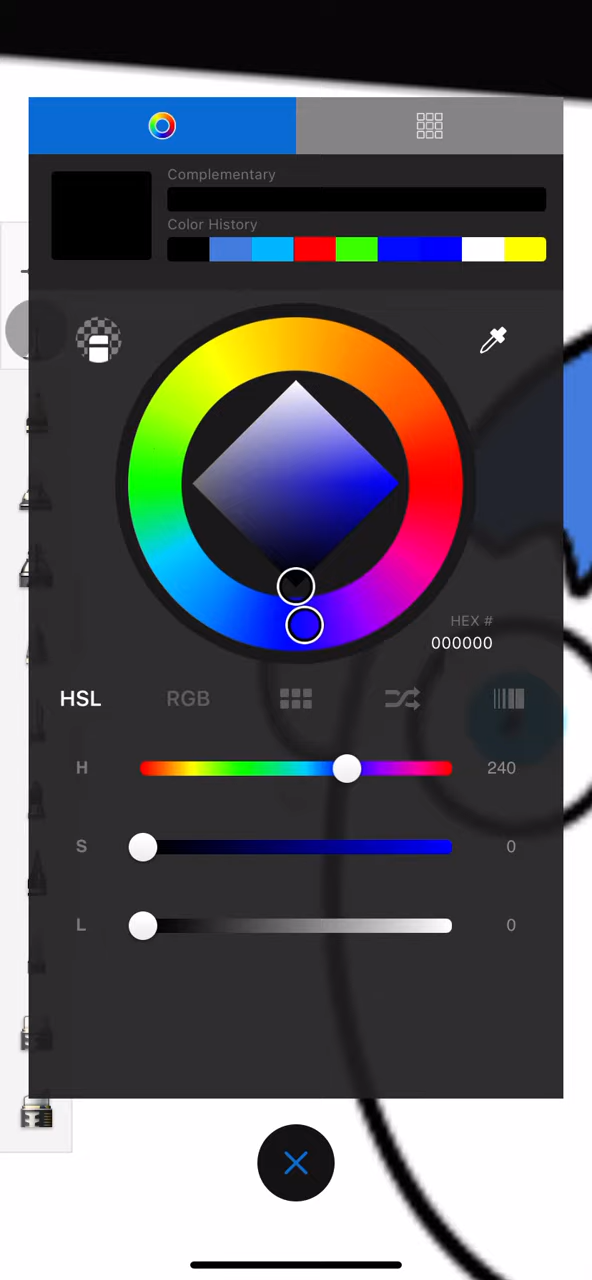 Complementary
Color History
HEX #
000000
HSL RGB
H 240
S 0
L 0